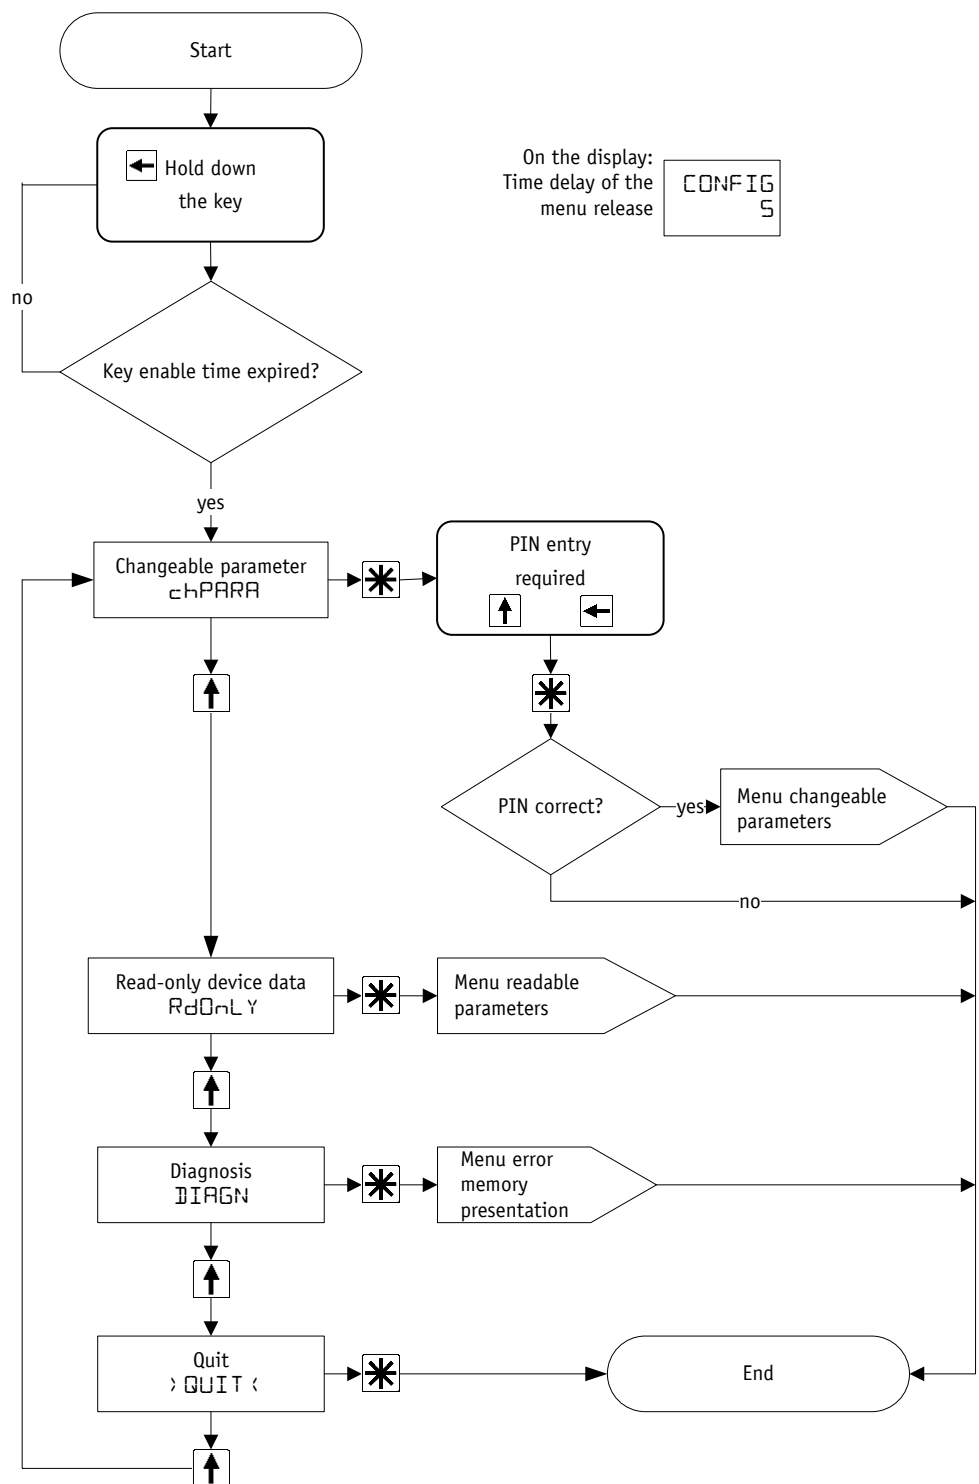 Start
Hold down
the key
On the display:
Time delay of the
menu release
CONFIG
5
no
Key enable time expired?
yes
Changeable parameter
chPARA
PIN entry
required
PIN correct?
yes
Menu changeable
parameters
no
Read-only device data
RdOnLY
Menu readable
parameters
Diagnosis
DIAGN
Menu error
memory
presentation
Quit
>QUIT<
End